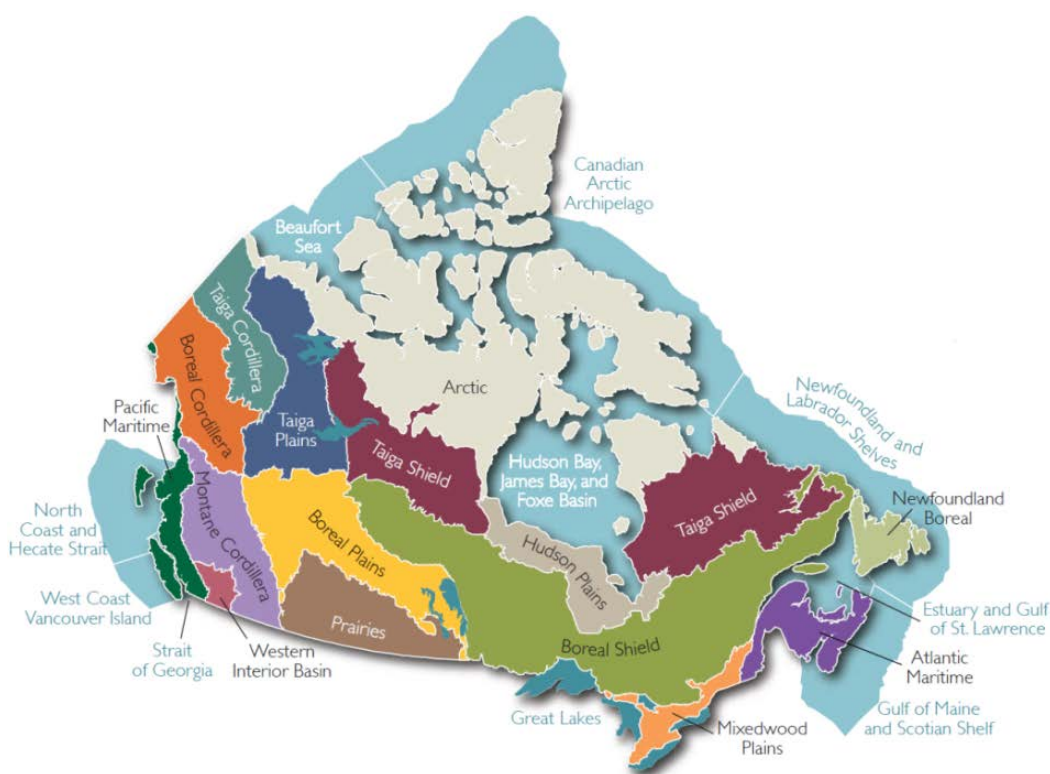 Canadian
Arctic
Archipelago
Beaufort
Sea
Taiga Cordillera
Boreal Cordillera
Arctic
Pacific
Maritime
Taiga
Plains
Newfoundland and
Labrador Shelves
Taiga Shield
Hudson Bay,
James Bay, and
Foxe Basin
Taiga Shield
Newfoundland
Boreal
North
Coast and
Hecate Strait
Montane Cordillera
Boreal Plains
Hudson Plains
West Coast
Vancouver Island
Prairies
Boreal Shield
Estuary and Gulf
of St. Lawrence
Strait
of Georgia
Western
Interior Basin
Atlantic
Maritime
Great Lakes
Mixedwood
Plains
Gulf of Maine
and Scotian Shelf